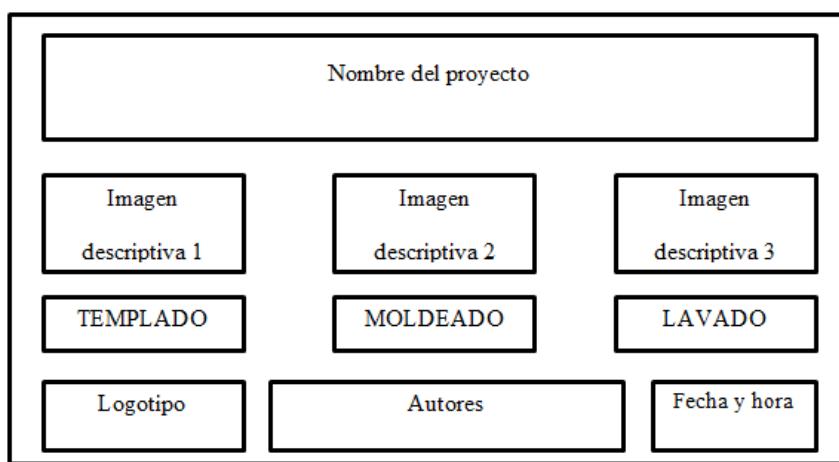 Nombre del proyecto
Imagen
descriptiva 1
Imagen
descriptiva 2
Imagen
descriptiva 3
TEMPLADO
MOLDEADO
LAVADO
Logotipo
Autores
Fecha y hora